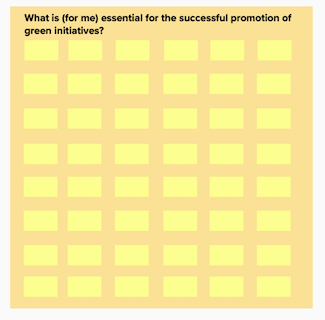 What is (for me) essential for the successful promotion of
green initiatives?